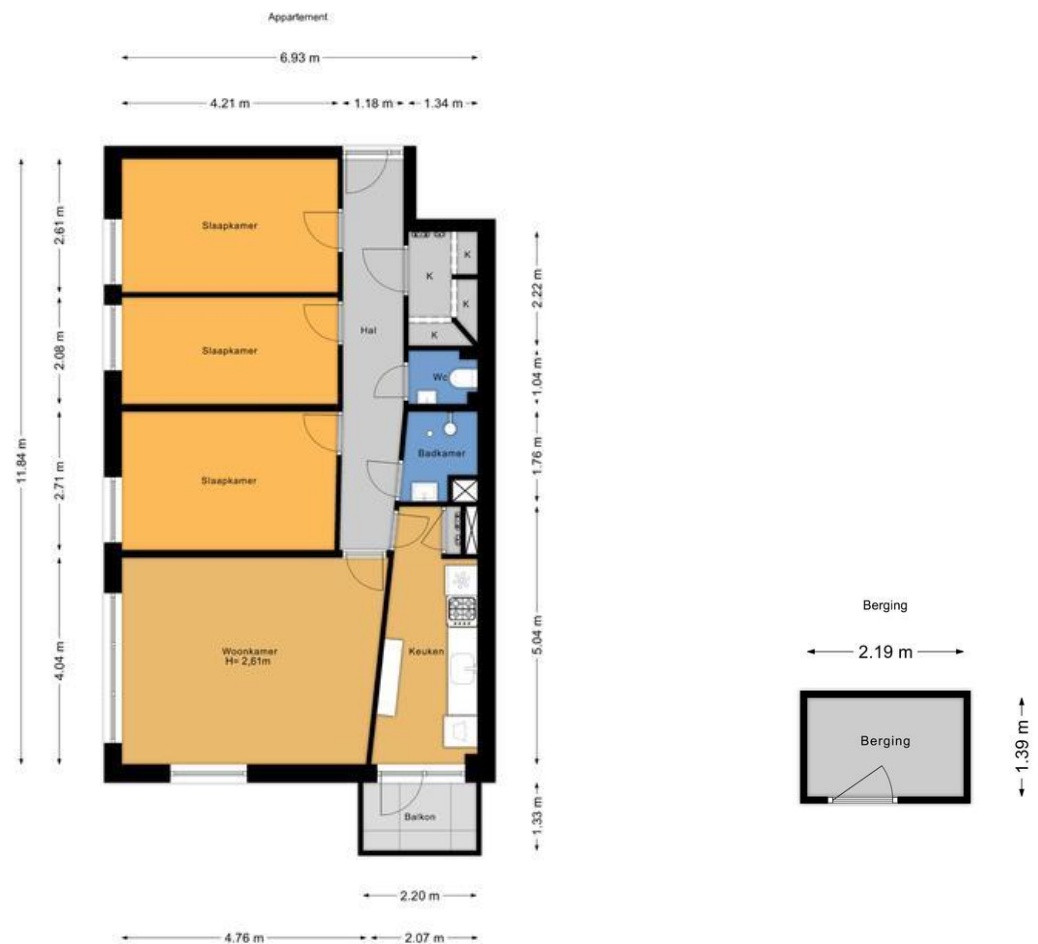 Appartement
6.93 m
4.21 m
1.18 m
1.34 m
11.84 m
2.61 m
2.08 m
2.71 m
4.04 m
Slaapkamer
Slaapkamer
Slaapkamer
Hal
K
K
K
K
Wc
Badkamer
Woonkamer
H= 2,61m
Keuken
Balkon
2.22 m
1.04 m
1.76 m
5.04 m
1.33 m
2.20 m
4.76 m
2.07 m
Berging
2.19 m
Berging
1.39 m